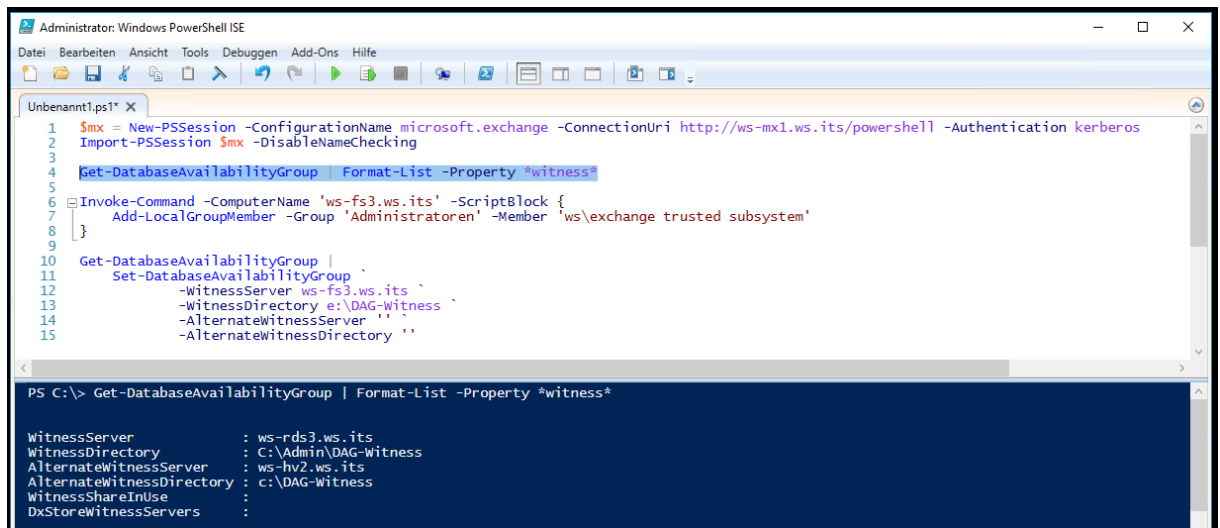 Administrator: Windows PowerShell ISE
Datei Bearbeiten Ansicht Tools Debuggen Add-Ons Hilfe
Unbenannt1.ps1* X
1 $mx = New-PSSession -ConfigurationName microsoft.exchange -ConnectionUri http://ws-mx1.ws.its/powershell -Authentication kerberos
2 Import-PSSession $mx -DisableNameChecking
3
4 Get-DatabaseAvailabilityGroup | Format-List -Property *witness*
5
6 Invoke-Command -ComputerName 'ws-fs3.ws.its' -ScriptBlock {
7 Add-LocalGroupMember -Group 'Administratoren' -Member 'ws\exchange trusted subsystem'
8 }
9
10 Get-DatabaseAvailabilityGroup |
11 Set-DatabaseAvailabilityGroup `
12 -WitnessServer ws-fs3.ws.its `
13 -WitnessDirectory e:\DAG-Witness `
14 -AlternateWitnessServer '' `
15 -AlternateWitnessDirectory ''
PS C:\> Get-DatabaseAvailabilityGroup | Format-List -Property *witness*
WitnessServer : ws-rds3.ws.its
WitnessDirectory : C:\Admin\DAG-Witness
AlternateWitnessServer : ws-hv2.ws.its
AlternateWitnessDirectory : c:\DAG-Witness
WitnessShareInUse :
DxStoreWitnessServers :